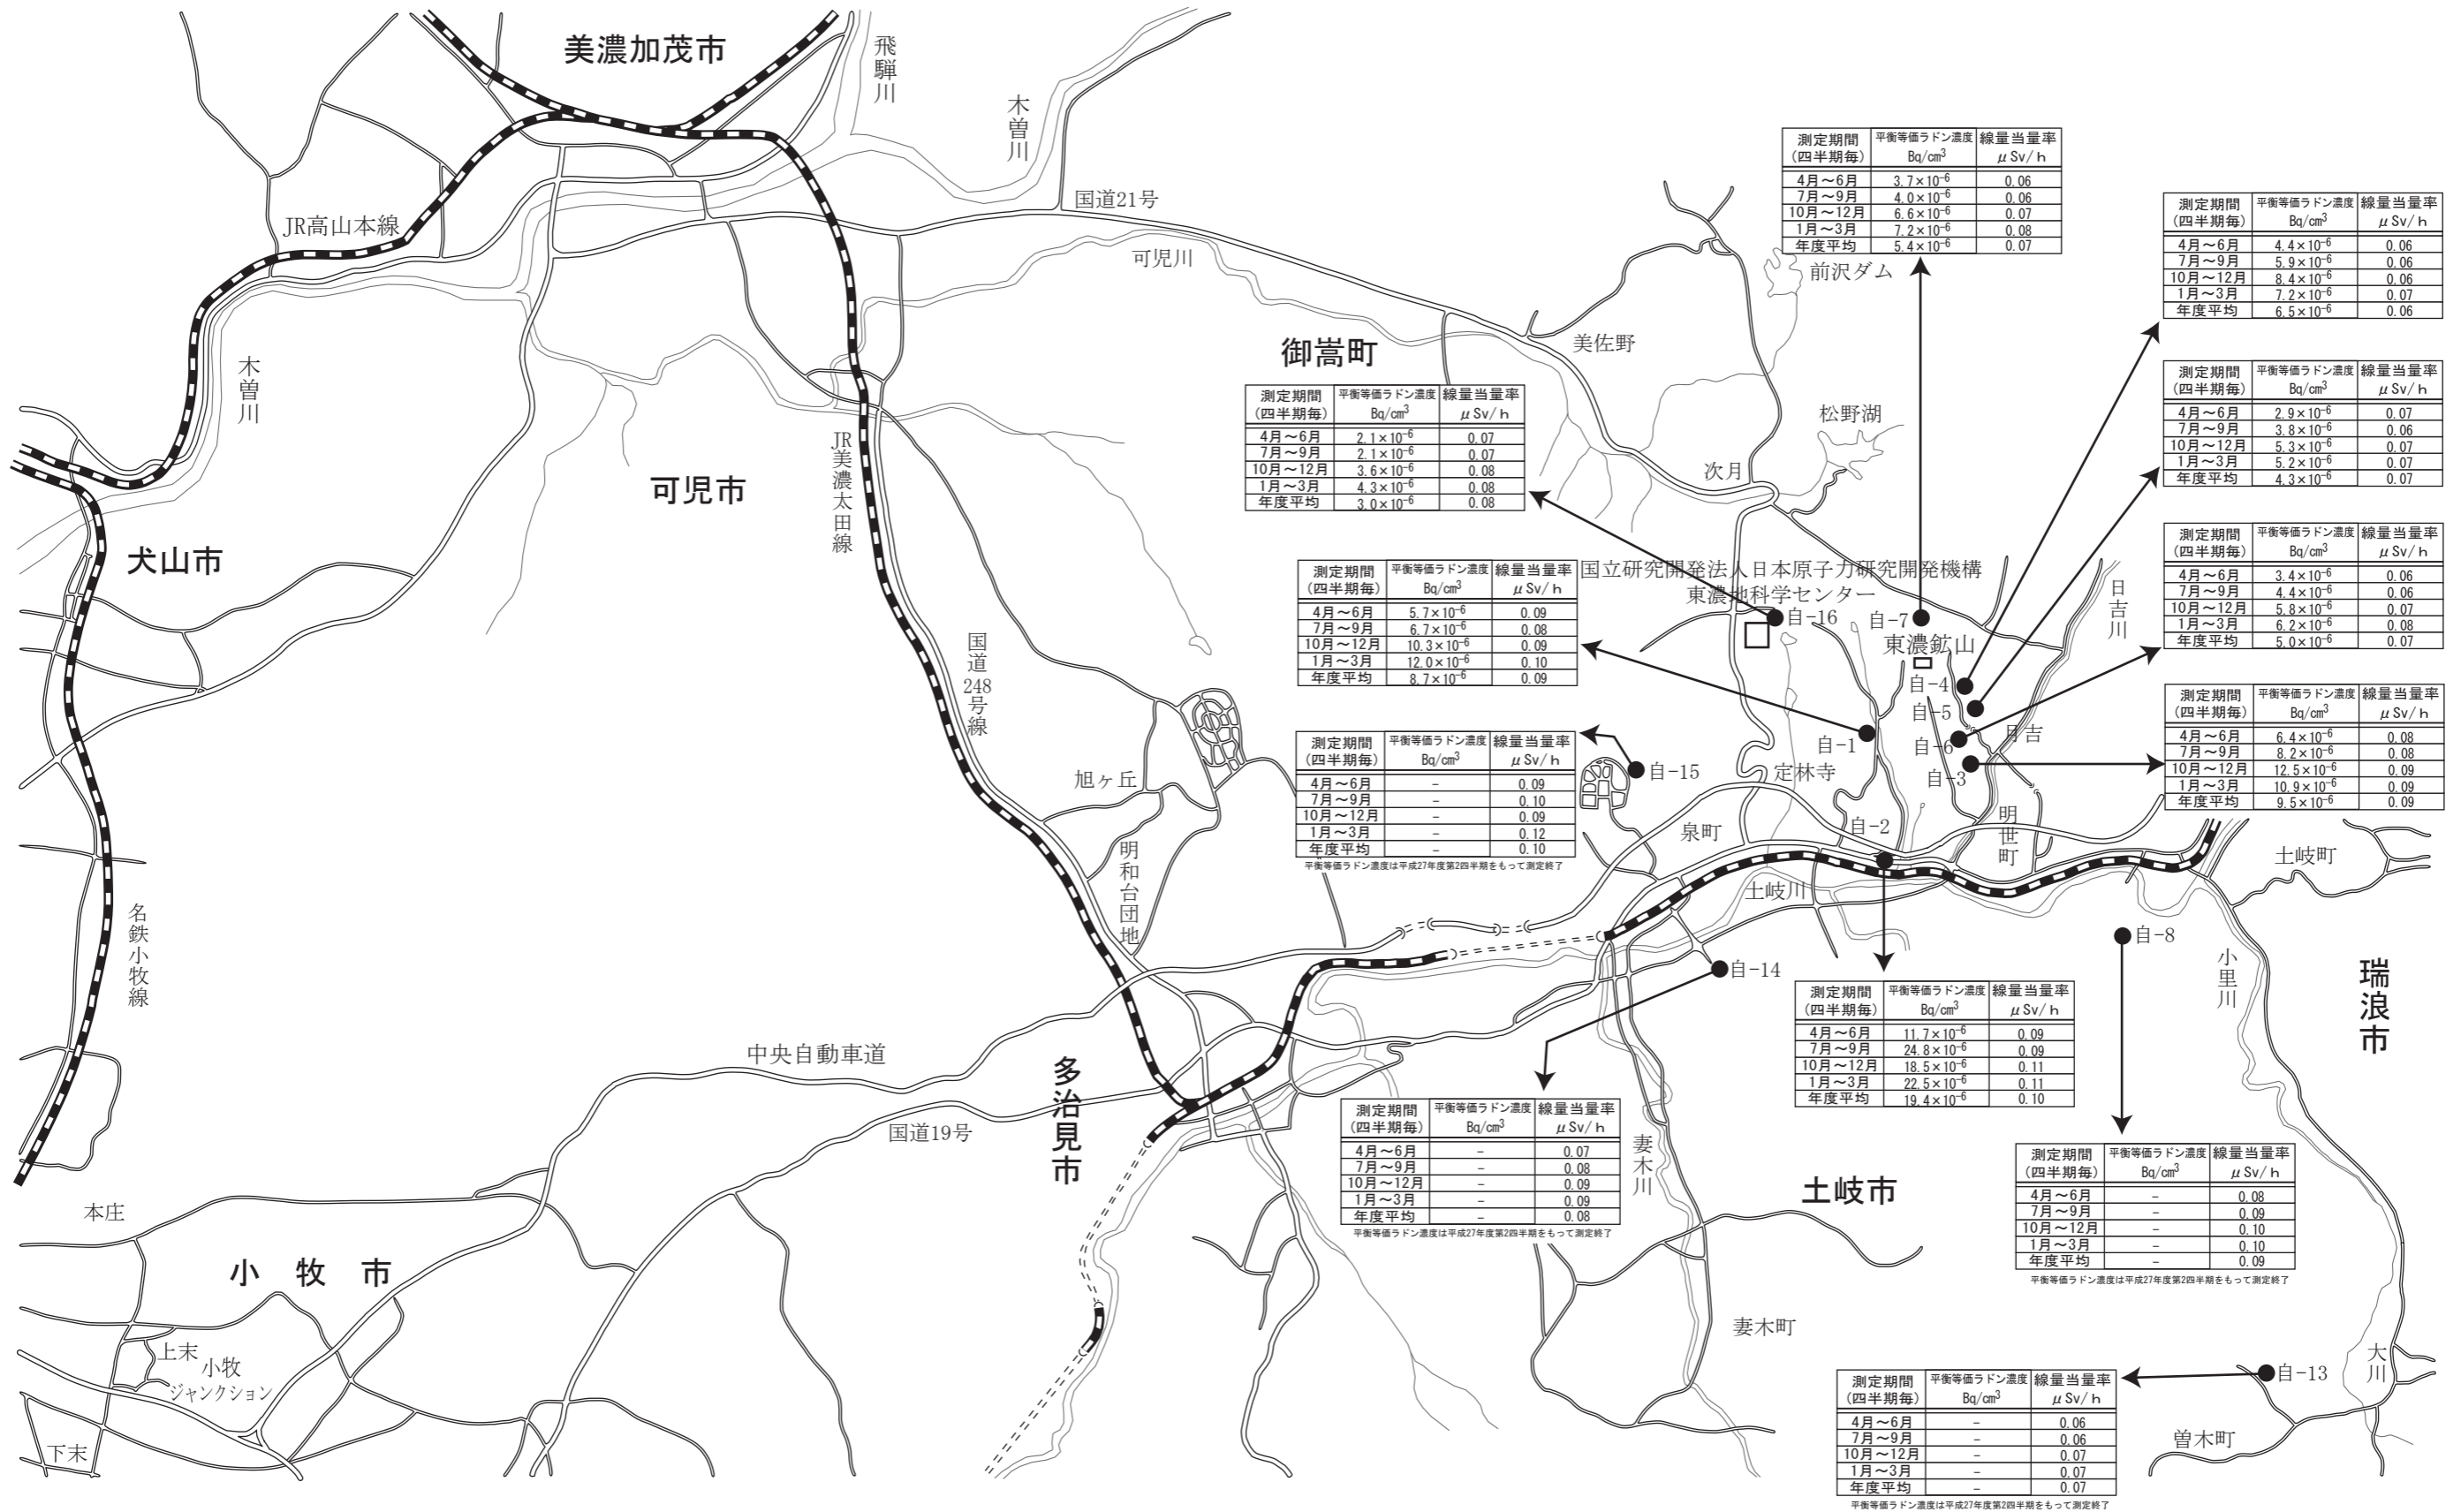 美濃加茂市
飛騨川
木曽川
国道21号
JR高山本線
可児川
測定期間 平衡等価ラドン濃度 線量当量率
(四半期毎) Bq/cm³ μSv/h
4月〜6月 3.7×10⁻⁶ 0.06
7月〜9月 4.0×10⁻⁶ 0.06
10月〜12月 6.6×10⁻⁶ 0.07
1月〜3月 7.2×10⁻⁶ 0.08
年度平均 5.4×10⁻⁶ 0.07
前沢ダム
測定期間 平衡等価ラドン濃度 線量当量率
(四半期毎) Bq/cm³ μSv/h
4月〜6月 4.4×10⁻⁶ 0.06
7月〜9月 5.9×10⁻⁶ 0.06
10月〜12月 8.4×10⁻⁶ 0.06
1月〜3月 7.2×10⁻⁶ 0.07
年度平均 6.5×10⁻⁶ 0.06
木曽川
御嵩町
美佐野
測定期間 平衡等価ラドン濃度 線量当量率
(四半期毎) Bq/cm³ μSv/h
4月〜6月 2.1×10⁻⁶ 0.07
7月〜9月 2.1×10⁻⁶ 0.07
10月〜12月 3.6×10⁻⁶ 0.08
1月〜3月 4.3×10⁻⁶ 0.08
年度平均 3.0×10⁻⁶ 0.08
測定期間 平衡等価ラドン濃度 線量当量率
(四半期毎) Bq/cm³ μSv/h
4月〜6月 2.9×10⁻⁶ 0.07
7月〜9月 3.8×10⁻⁶ 0.06
10月〜12月 5.3×10⁻⁶ 0.07
1月〜3月 5.2×10⁻⁶ 0.07
年度平均 4.3×10⁻⁶ 0.07
松野湖
次月
可児市
JR美濃太田線
犬山市
測定期間 平衡等価ラドン濃度 線量当量率
(四半期毎) Bq/cm³ μSv/h
4月〜6月 5.7×10⁻⁶ 0.09
7月〜9月 6.7×10⁻⁶ 0.08
10月〜12月 10.3×10⁻⁶ 0.09
1月〜3月 12.0×10⁻⁶ 0.10
年度平均 8.7×10⁻⁶ 0.09
国立研究開発法人日本原子力研究開発機構
東濃地科学センター
測定期間 平衡等価ラドン濃度 線量当量率
(四半期毎) Bq/cm³ μSv/h
4月〜6月 3.4×10⁻⁶ 0.06
7月〜9月 4.4×10⁻⁶ 0.06
10月〜12月 5.8×10⁻⁶ 0.07
1月〜3月 6.2×10⁻⁶ 0.08
年度平均 5.0×10⁻⁶ 0.07
日吉川
自-16
自-7
東濃鉱山
自-4
自-5
自-1
自-6
月吉
自-3
定林寺
測定期間 平衡等価ラドン濃度 線量当量率
(四半期毎) Bq/cm³ μSv/h
4月〜6月 6.4×10⁻⁶ 0.08
7月〜9月 8.2×10⁻⁶ 0.08
10月〜12月 12.5×10⁻⁶ 0.09
1月〜3月 10.9×10⁻⁶ 0.09
年度平均 9.5×10⁻⁶ 0.09
国道
248
号線
測定期間 平衡等価ラドン濃度 線量当量率
(四半期毎) Bq/cm³ μSv/h
4月〜6月 - 0.09
7月〜9月 - 0.10
10月〜12月 - 0.09
1月〜3月 - 0.12
年度平均 - 0.10
平衡等価ラドン濃度は平成27年度第2四半期をもって測定終了
自-15
旭ヶ丘
泉町
自-2
明世町
明和台団地
土岐町
土岐川
名鉄小牧線
自-8
自-14
小里川
瑞浪市
測定期間 平衡等価ラドン濃度 線量当量率
(四半期毎) Bq/cm³ μSv/h
4月〜6月 11.7×10⁻⁶ 0.09
7月〜9月 24.8×10⁻⁶ 0.09
10月〜12月 18.5×10⁻⁶ 0.11
1月〜3月 22.5×10⁻⁶ 0.11
年度平均 19.4×10⁻⁶ 0.10
中央自動車道
多治見市
国道19号
測定期間 平衡等価ラドン濃度 線量当量率
(四半期毎) Bq/cm³ μSv/h
4月〜6月 - 0.07
7月〜9月 - 0.08
10月〜12月 - 0.09
1月〜3月 - 0.09
年度平均 - 0.08
平衡等価ラドン濃度は平成27年度第2四半期をもって測定終了
妻木川
土岐市
測定期間 平衡等価ラドン濃度 線量当量率
(四半期毎) Bq/cm³ μSv/h
4月〜6月 - 0.08
7月〜9月 - 0.09
10月〜12月 - 0.10
1月〜3月 - 0.10
年度平均 - 0.09
平衡等価ラドン濃度は平成27年度第2四半期をもって測定終了
本庄
小牧市
妻木町
上末
小牧
ジャンクション
下末
測定期間 平衡等価ラドン濃度 線量当量率
(四半期毎) Bq/cm³ μSv/h
4月〜6月 - 0.06
7月〜9月 - 0.06
10月〜12月 - 0.07
1月〜3月 - 0.07
年度平均 - 0.07
平衡等価ラドン濃度は平成27年度第2四半期をもって測定終了
自-13
大川
曽木町